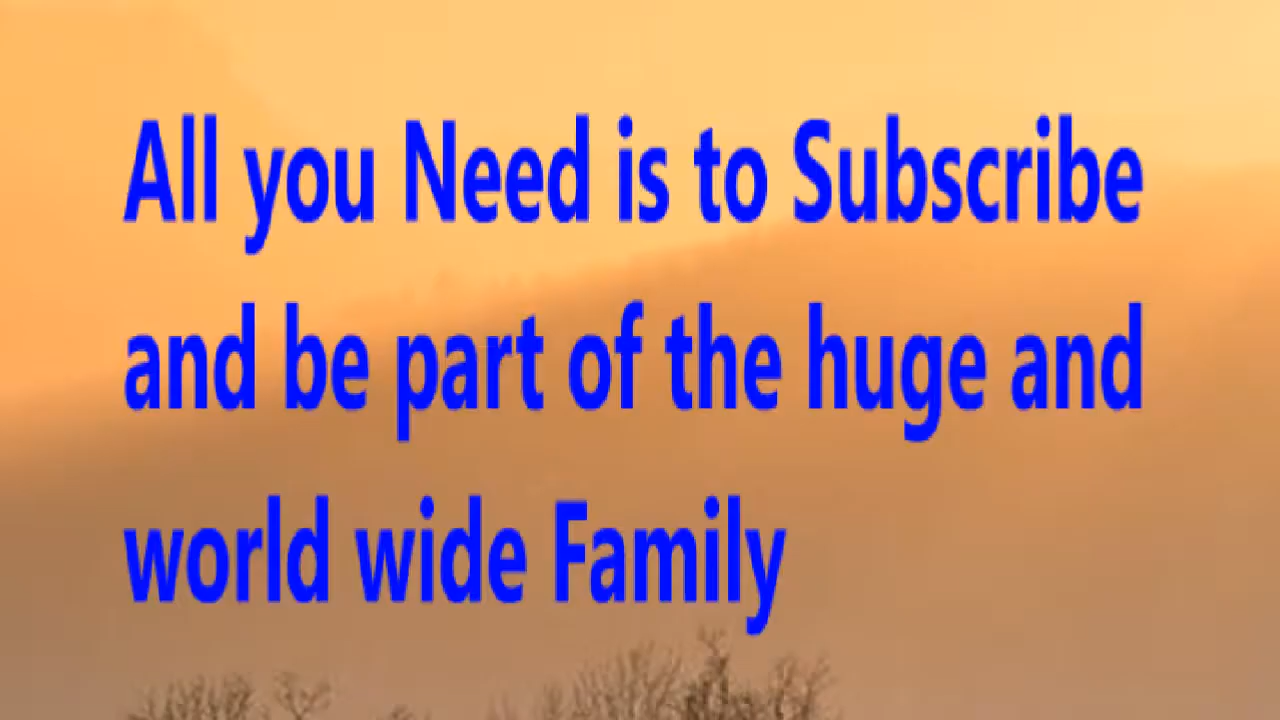 All you Need is to Subscribe
and be part of the huge and
world wide Family